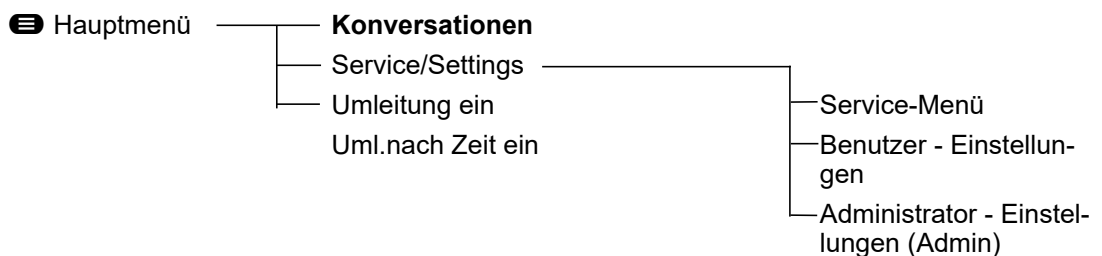 Hauptmenü
Konversationen
Service/Settings
Umleitung ein
Uml.nach Zeit ein
Service-Menü
Benutzer - Einstellun-
gen
Administrator - Einstel-
lungen (Admin)